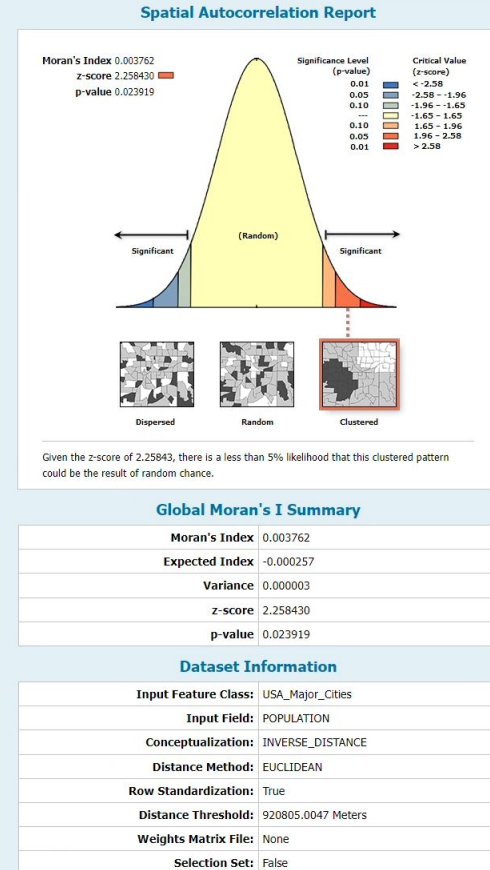 Spatial Autocorrelation Report
Moran's Index 0.003762
z-score 2.258430
p-value 0.023919
Significance Level
(p-value)
Critical Value
(z-score)
0.01 < -2.58
0.05 -2.58 - -1.96
0.10 -1.96 - -1.65
--- -1.65 - 1.65
0.10 1.65 - 1.96
0.05 1.96 - 2.58
0.01 > 2.58
Significant
(Random)
Significant
Dispersed
Random
Clustered
Given the z-score of 2.25843, there is a less than 5% likelihood that this clustered pattern
could be the result of random chance.
Global Moran's I Summary
Moran's Index 0.003762
Expected Index -0.000257
Variance 0.000003
z-score 2.258430
p-value 0.023919
Dataset Information
Input Feature Class: USA_Major_Cities
Input Field: POPULATION
Conceptualization: INVERSE_DISTANCE
Distance Method: EUCLIDEAN
Row Standardization: True
Distance Threshold: 920805.0047 Meters
Weights Matrix File: None
Selection Set: False